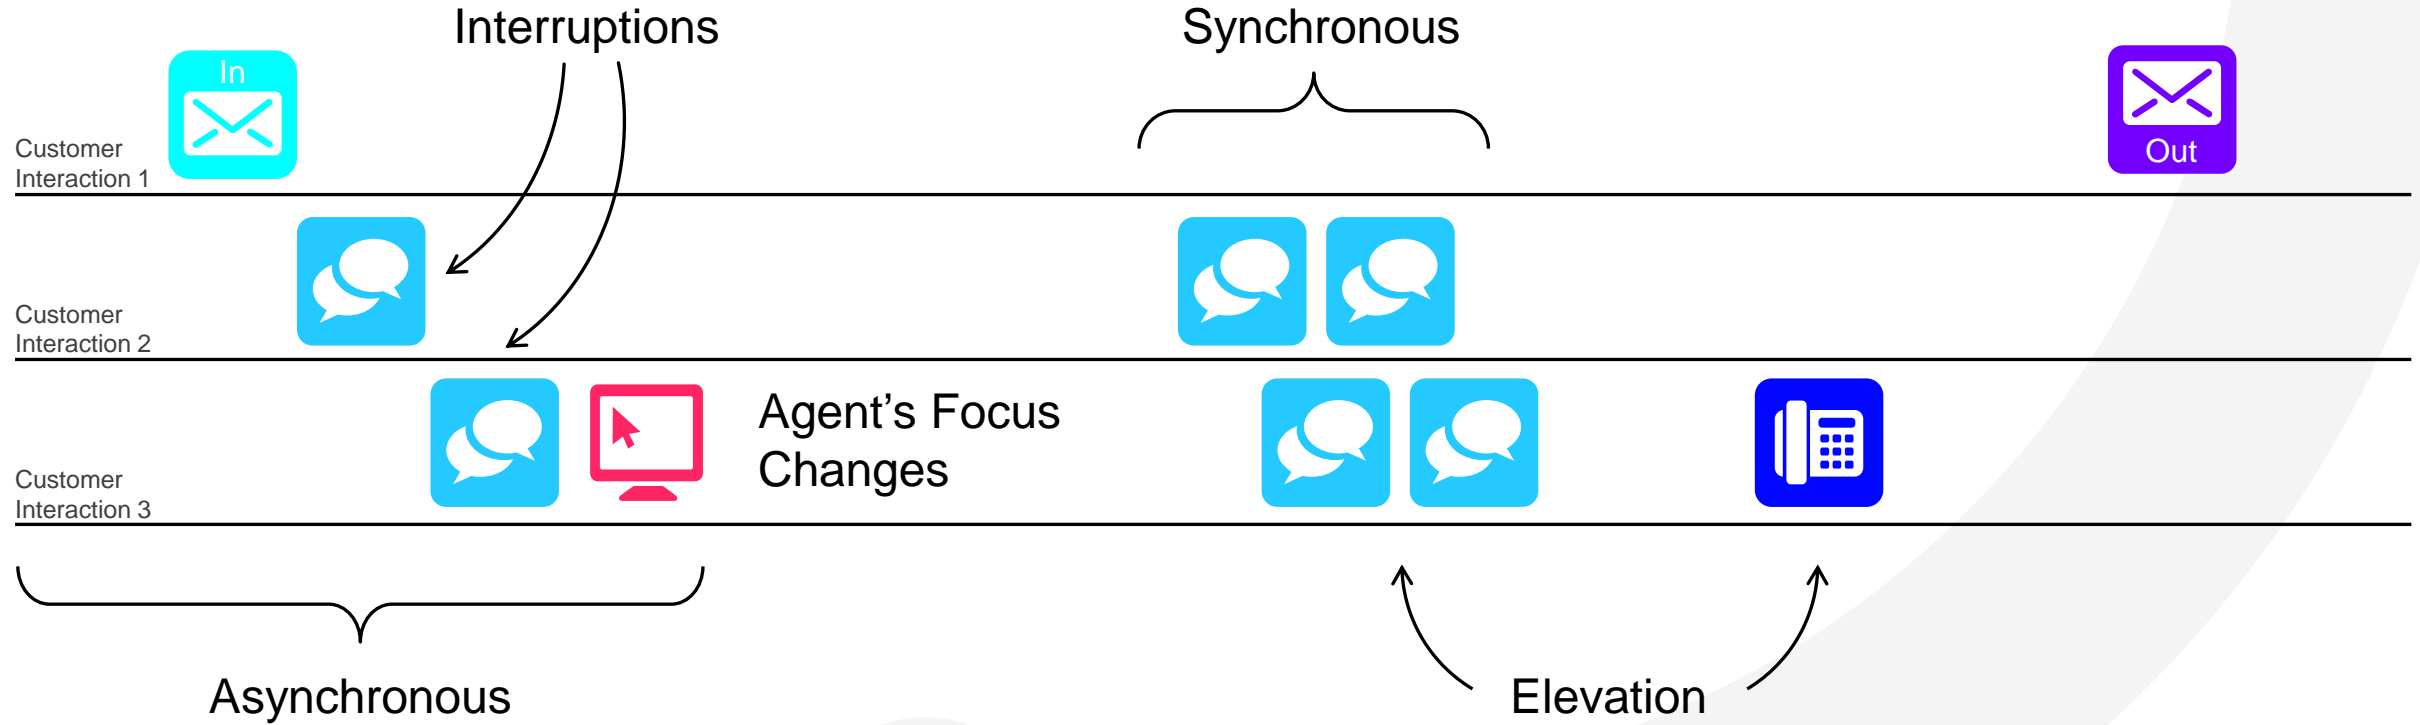 Interruptions
Synchronous
In
Out
Customer
Interaction 1
Customer
Interaction 2
Agent’s Focus
Changes
Customer
Interaction 3
Asynchronous
Elevation